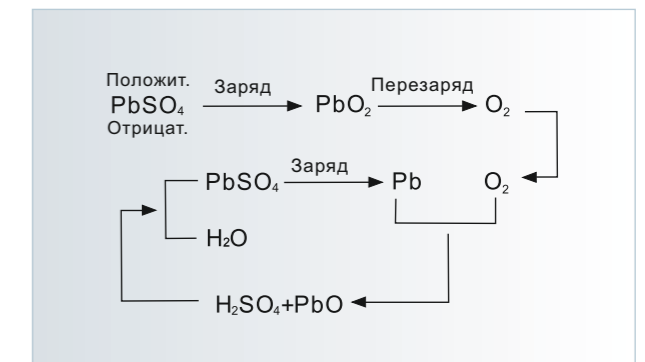 Положит.
PbSO₄ Заряд PbO₂ Перезаряд O₂
Отрицат.
PbSO₄ Заряд Pb O₂
H₂O
H₂SO₄+PbO